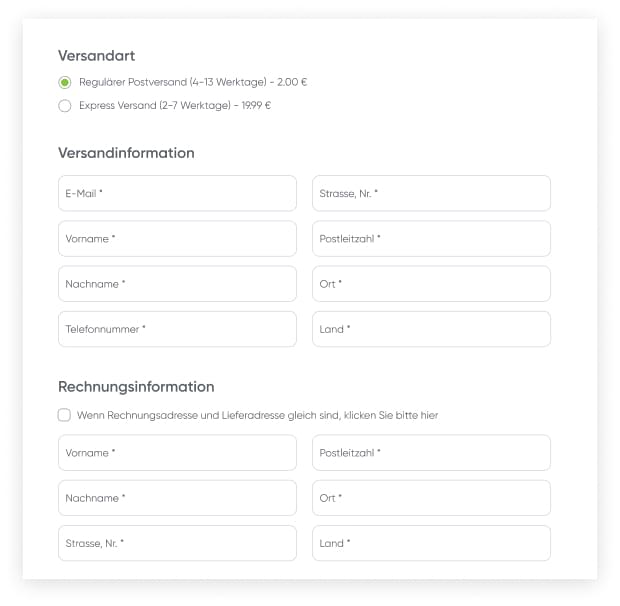 Versandart
Regulärer Postversand (4-13 Werktage) - 2.00 €
Express Versand (2-7 Werktage) - 19.99 €
Versandinformation
E-Mail *
Strasse, Nr. *
Vorname *
Postleitzahl *
Nachname *
Ort *
Telefonnummer *
Land *
Rechnungsinformation
Wenn Rechnungsadresse und Lieferadresse gleich sind, klicken Sie bitte hier
Vorname *
Postleitzahl *
Nachname *
Ort *
Strasse, Nr. *
Land *